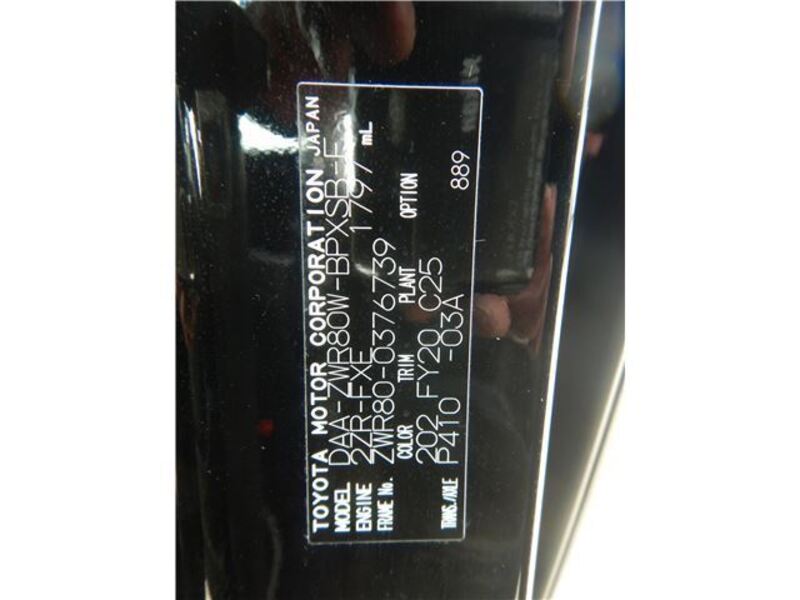 TOYOTA MOTOR CORPORATION JAPAN
MODEL DAA-ZWR80W-BPXSB-F
ENGINE 2ZR-FXE 1797 mL
FRAME No. ZWR80-0376739
COLOR TRIM PLANT OPTION
202 FY20 C25
TRNS./AXLE P410 -03A 889